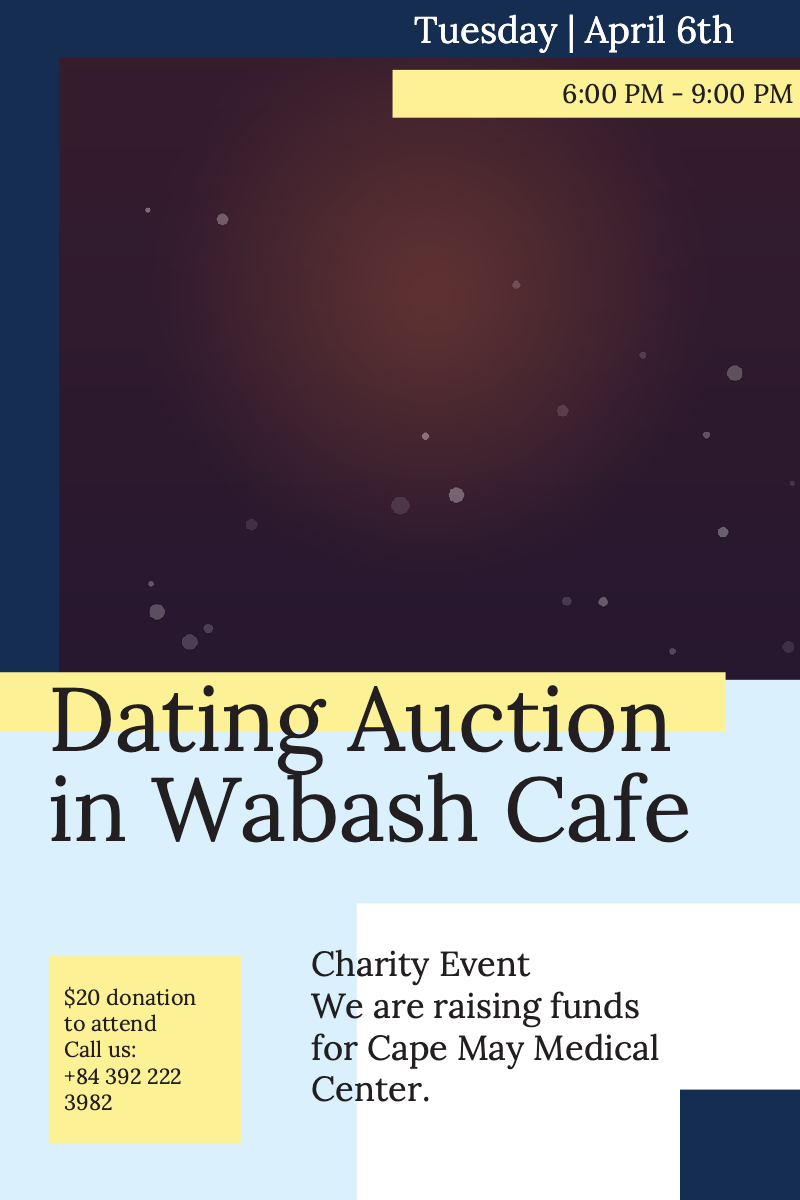 Tuesday | April 6th
6:00 PM - 9:00 PM
Dating Auction
in Wabash Cafe
Charity Event
We are raising funds
for Cape May Medical
Center.
$20 donation
to attend
Call us:
+84 392 222
3982